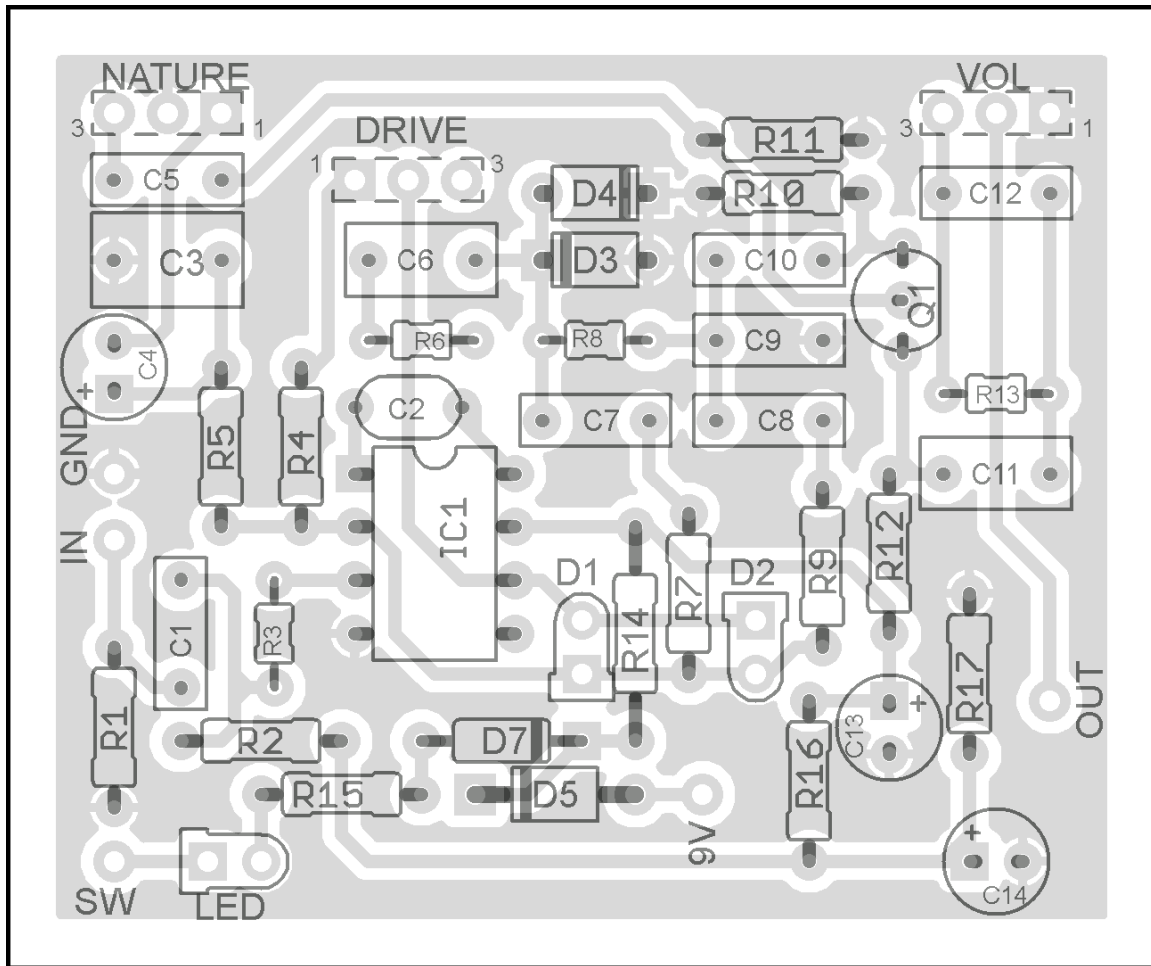 NATURE
VOL
3
1
DRIVE
3
1
1
3
R11
C5
D4
R10
C12
C3
C6
D3
C10
Q1
C4
+
R6
R8
C9
R13
C2
C7
C8
GND
R5
R4
C11
IC1
IN
R12
R9
R7
D1
D2
C1
R3
R14
R17
R1
OUT
C13
+
R2
D7
R16
R15
D5
9V
+
C14
SW
LED